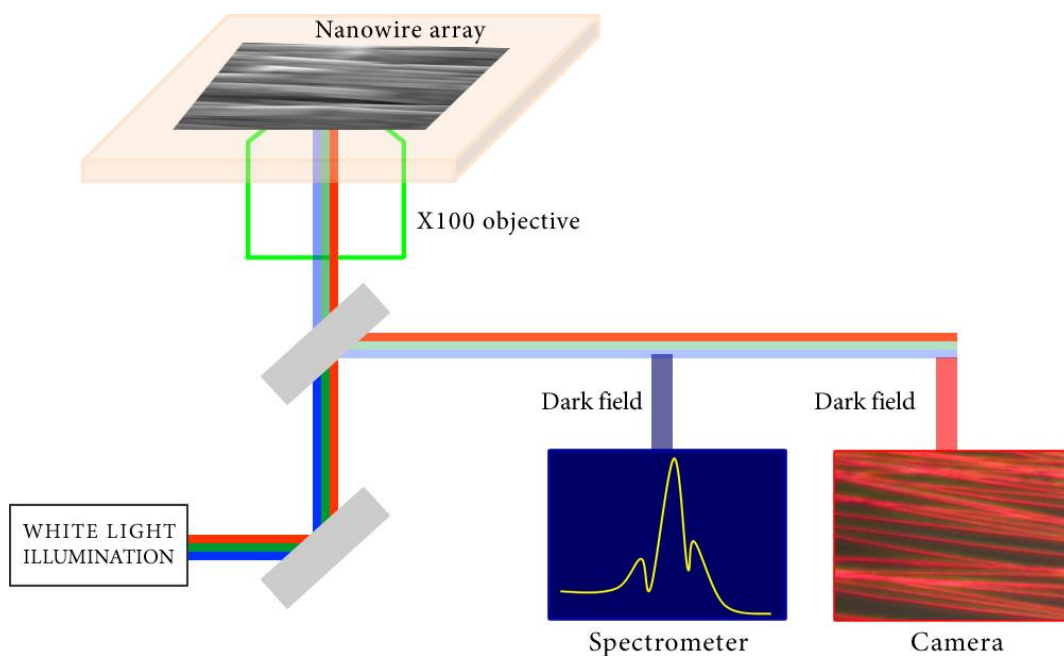 Nanowire array
X100 objective
Dark field
Dark field
WHITE LIGHT
ILLUMINATION
Spectrometer
Camera